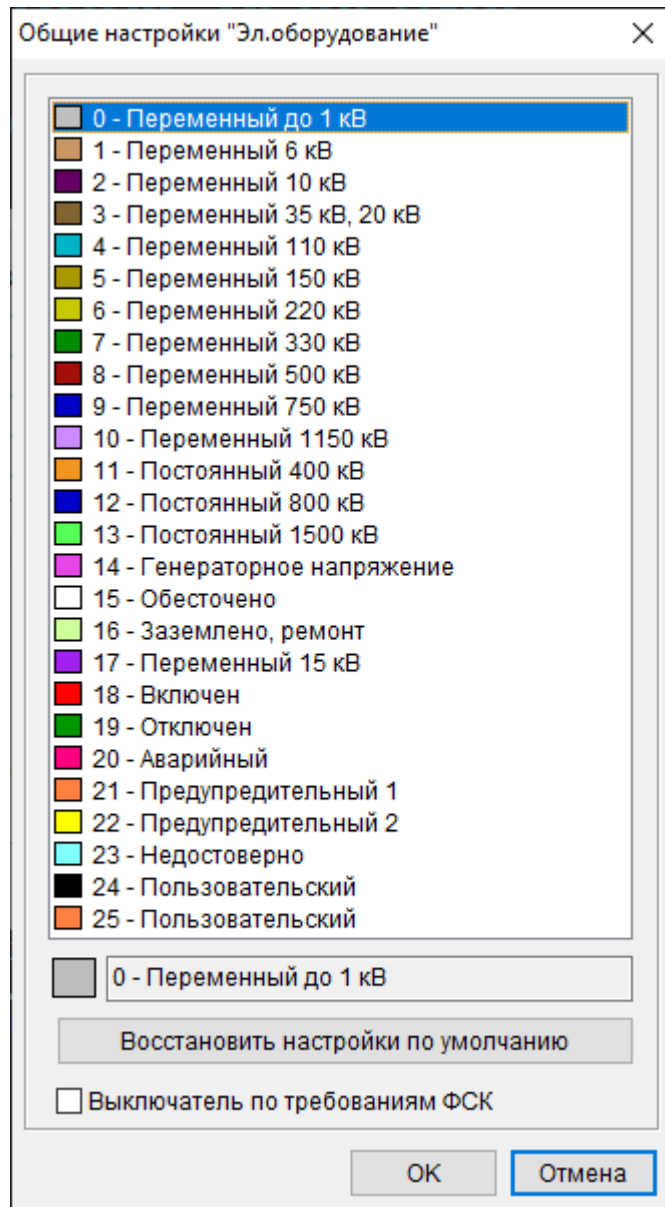 Общие настройки "Эл.оборудование"
0 - Переменный до 1 кВ
1 - Переменный 6 кВ
2 - Переменный 10 кВ
3 - Переменный 35 кВ, 20 кВ
4 - Переменный 110 кВ
5 - Переменный 150 кВ
6 - Переменный 220 кВ
7 - Переменный 330 кВ
8 - Переменный 500 кВ
9 - Переменный 750 кВ
10 - Переменный 1150 кВ
11 - Постоянный 400 кВ
12 - Постоянный 800 кВ
13 - Постоянный 1500 кВ
14 - Генераторное напряжение
15 - Обесточено
16 - Заземлено, ремонт
17 - Переменный 15 кВ
18 - Включен
19 - Отключен
20 - Аварийный
21 - Предупредительный 1
22 - Предупредительный 2
23 - Недостоверно
24 - Пользовательский
25 - Пользовательский
0 - Переменный до 1 кВ
Восстановить настройки по умолчанию
Выключатель по требованиям ФСК
OK Отмена